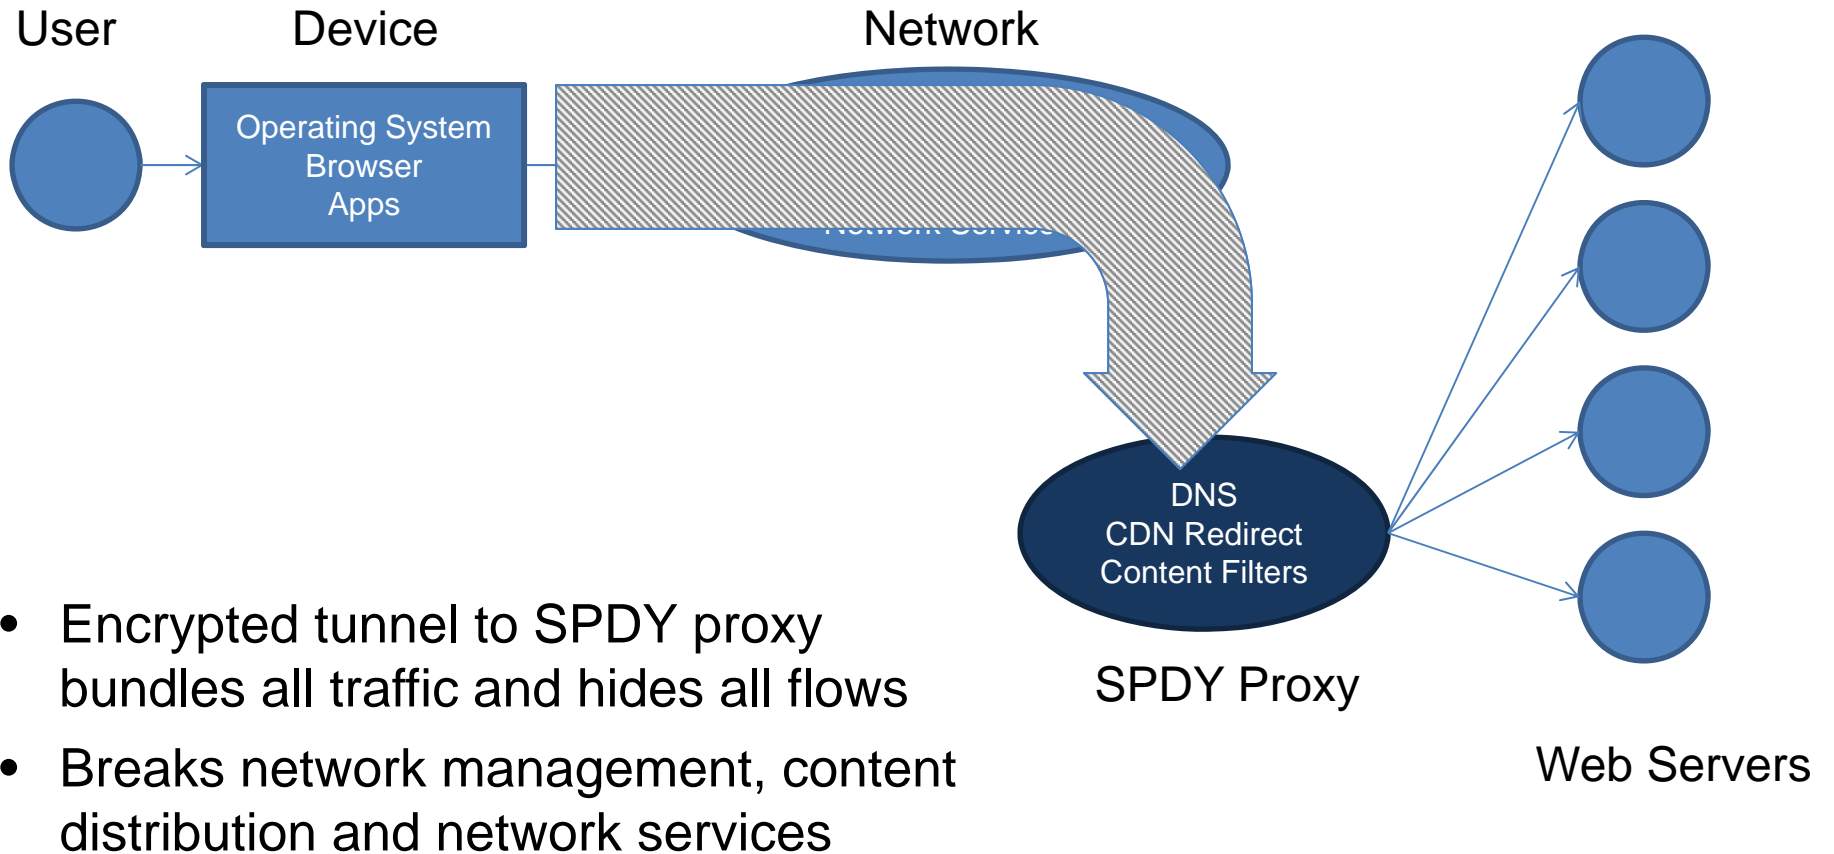 User
Device
Network
Operating System
Browser
Apps
DNS
CDN Redirect
Content Filters
• Encrypted tunnel to SPDY proxy
bundles all traffic and hides all flows
SPDY Proxy
• Breaks network management, content
distribution and network services
Web Servers